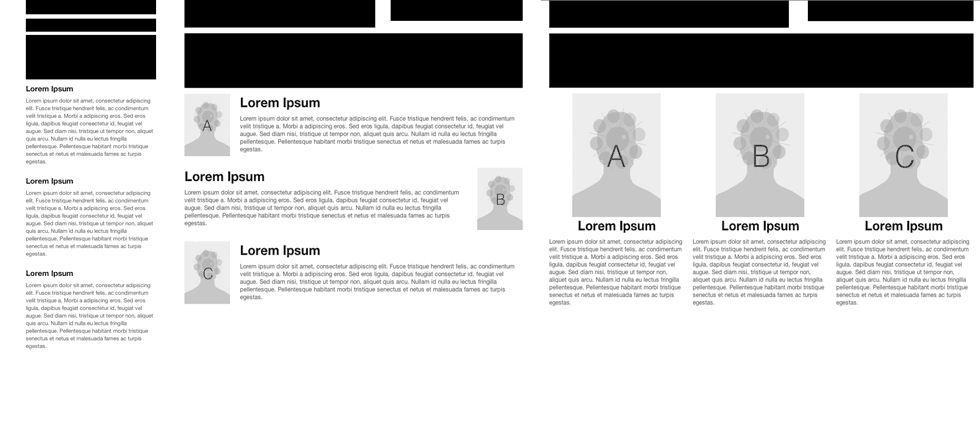 Lorem Ipsum
Lorem ipsum dolor sit amet, consectetur adipiscing
elit. Fusce tristique hendrerit felis, ac condimentum
velit tristique a. Morbi a adipiscing eros. Sed eros
ligula, dapibus feugiat consectetur id, feugiat vel
augue. Sed diam nisi, tristique ut tempor non, aliquet
quis arcu. Nullam id nulla eu lectus fringilla
pellentesque. Pellentesque habitant morbi tristique
senectus et netus et malesuada fames ac turpis
egestas.
Lorem Ipsum
Lorem ipsum dolor sit amet, consectetur adipiscing
elit. Fusce tristique hendrerit felis, ac condimentum
velit tristique a. Morbi a adipiscing eros. Sed eros
ligula, dapibus feugiat consectetur id, feugiat vel
augue. Sed diam nisi, tristique ut tempor non, aliquet
quis arcu. Nullam id nulla eu lectus fringilla
pellentesque. Pellentesque habitant morbi tristique
senectus et netus et malesuada fames ac turpis
egestas.
Lorem Ipsum
Lorem ipsum dolor sit amet, consectetur adipiscing
elit. Fusce tristique hendrerit felis, ac condimentum
velit tristique a. Morbi a adipiscing eros. Sed eros
ligula, dapibus feugiat consectetur id, feugiat vel
augue. Sed diam nisi, tristique ut tempor non, aliquet
quis arcu. Nullam id nulla eu lectus fringilla
pellentesque. Pellentesque habitant morbi tristique
senectus et netus et malesuada fames ac turpis
egestas.
A
Lorem Ipsum
Lorem ipsum dolor sit amet, consectetur adipiscing elit. Fusce tristique hendrerit felis, ac condimentum
velit tristique a. Morbi a adipiscing eros. Sed eros ligula, dapibus feugiat consectetur id, feugiat vel
augue. Sed diam nisi, tristique ut tempor non, aliquet quis arcu. Nullam id nulla eu lectus fringilla
pellentesque. Pellentesque habitant morbi tristique senectus et netus et malesuada fames ac turpis
egestas.
Lorem Ipsum
Lorem ipsum dolor sit amet, consectetur adipiscing elit. Fusce tristique hendrerit felis, ac condimentum
velit tristique a. Morbi a adipiscing eros. Sed eros ligula, dapibus feugiat consectetur id, feugiat vel
augue. Sed diam nisi, tristique ut tempor non, aliquet quis arcu. Nullam id nulla eu lectus fringilla
pellentesque. Pellentesque habitant morbi tristique senectus et netus et malesuada fames ac turpis
egestas.
B
C
Lorem Ipsum
Lorem ipsum dolor sit amet, consectetur adipiscing elit. Fusce tristique hendrerit felis, ac condimentum
velit tristique a. Morbi a adipiscing eros. Sed eros ligula, dapibus feugiat consectetur id, feugiat vel
augue. Sed diam nisi, tristique ut tempor non, aliquet quis arcu. Nullam id nulla eu lectus fringilla
pellentesque. Pellentesque habitant morbi tristique senectus et netus et malesuada fames ac turpis
egestas.
A
Lorem Ipsum
Lorem ipsum dolor sit amet, consectetur adipiscing
elit. Fusce tristique hendrerit felis, ac condimentum
velit tristique a. Morbi a adipiscing eros. Sed eros
ligula, dapibus feugiat consectetur id, feugiat vel
augue. Sed diam nisi, tristique ut tempor non,
aliquet quis arcu. Nullam id nulla eu lectus fringilla
pellentesque. Pellentesque habitant morbi tristique
senectus et netus et malesuada fames ac turpis
egestas.
B
Lorem Ipsum
Lorem ipsum dolor sit amet, consectetur adipiscing
elit. Fusce tristique hendrerit felis, ac condimentum
velit tristique a. Morbi a adipiscing eros. Sed eros
ligula, dapibus feugiat consectetur id, feugiat vel
augue. Sed diam nisi, tristique ut tempor non,
aliquet quis arcu. Nullam id nulla eu lectus fringilla
pellentesque. Pellentesque habitant morbi tristique
senectus et netus et malesuada fames ac turpis
egestas.
C
Lorem Ipsum
Lorem ipsum dolor sit amet, consectetur adipiscing
elit. Fusce tristique hendrerit felis, ac condimentum
velit tristique a. Morbi a adipiscing eros. Sed eros
ligula, dapibus feugiat consectetur id, feugiat vel
augue. Sed diam nisi, tristique ut tempor non,
aliquet quis arcu. Nullam id nulla eu lectus fringilla
pellentesque. Pellentesque habitant morbi tristique
senectus et netus et malesuada fames ac turpis
egestas.